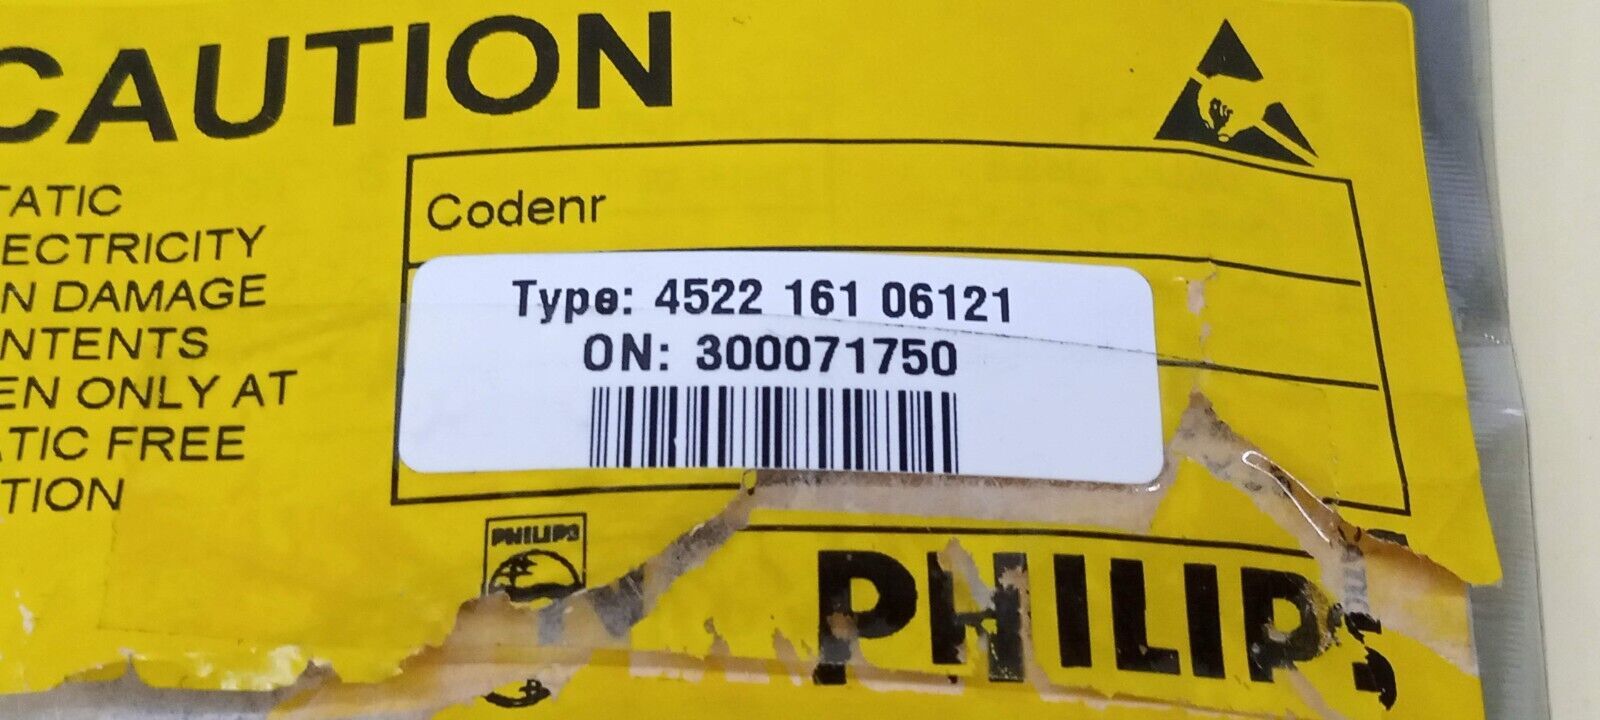 CAUTION
TATIC
LECTRICITY
N DAMAGE
NTENTS
EN ONLY AT
ATIC FREE
TION
Codenr
Type: 4522 161 06121
ON: 300071750
PHILIPS
PHILIPS